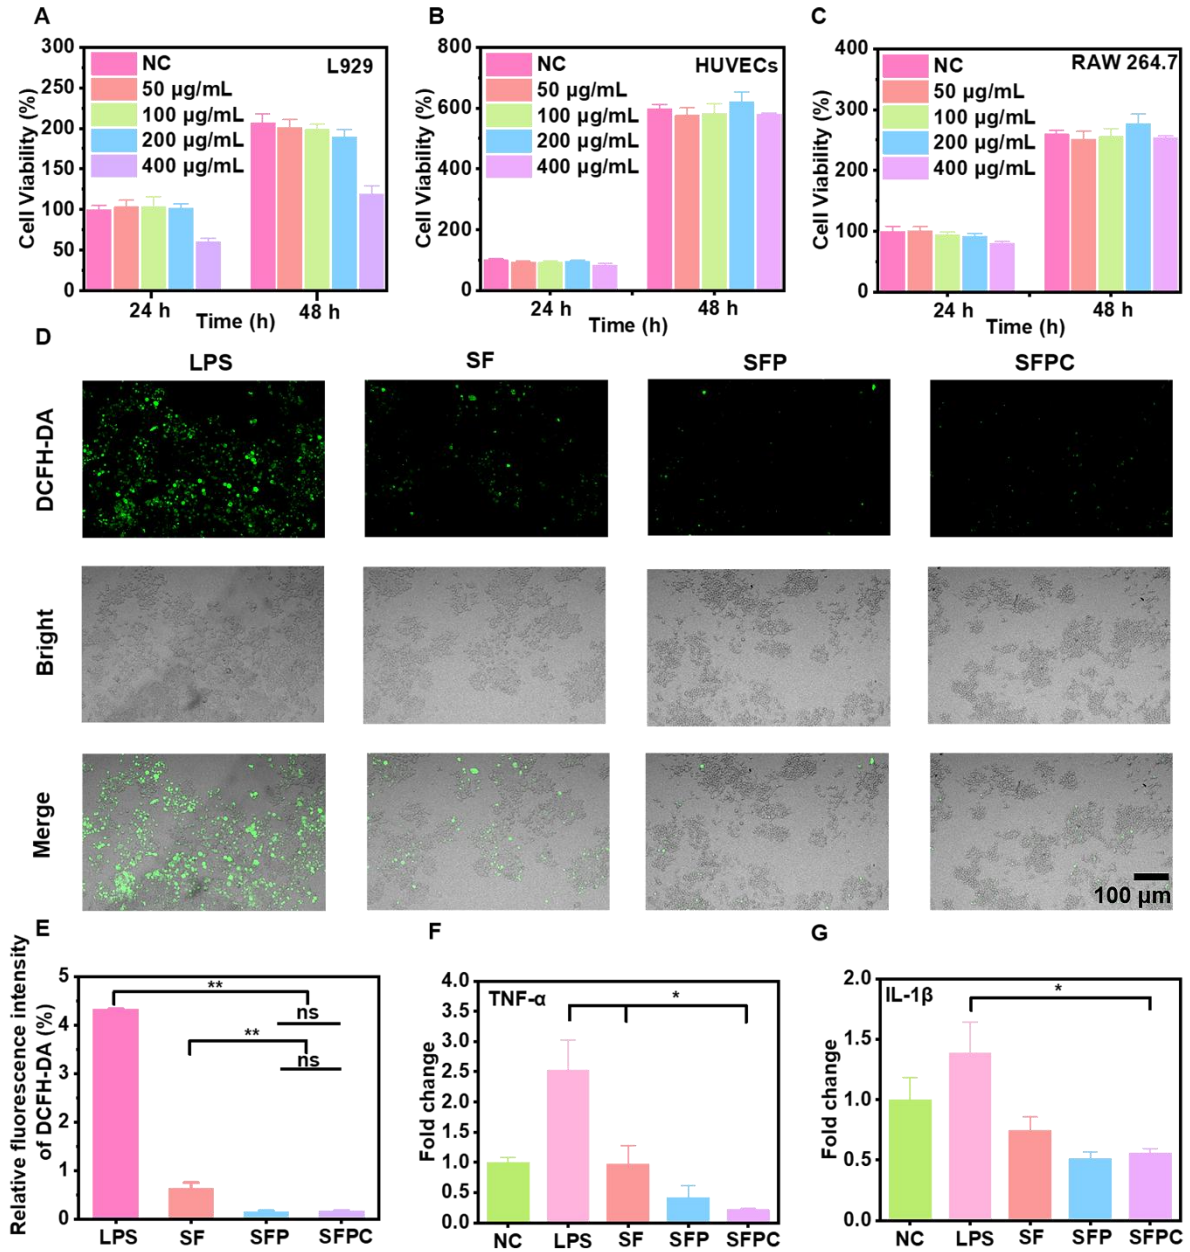 A
300
250
200
150
100
50
0
Cell Viability (%)
NC
50 µg/mL
100 µg/mL
200 µg/mL
400 µg/mL
L929
24 h
48 h
Time (h)
B
800
600
400
200
0
Cell Viability (%)
NC
50 µg/mL
100 µg/mL
200 µg/mL
400 µg/mL
HUVECs
24 h
48 h
Time (h)
C
400
300
200
100
0
Cell Viability (%)
NC
50 µg/mL
100 µg/mL
200 µg/mL
400 µg/mL
RAW 264.7
24 h
48 h
Time (h)
D
LPS
SF
SFP
SFPC
DCFH-DA
Bright
Merge
100 µm
E
Relative fluorescence intensity
of DCFH-DA (%)
5
4
3
2
1
0
**
ns
**
ns
LPS
SF
SFP
SFPC
F
Fold change
4.0
3.5
3.0
2.5
2.0
1.5
1.0
0.5
0.0
TNF-α
*
NC
LPS
SF
SFP
SFPC
G
Fold change
2.0
1.5
1.0
0.5
0.0
IL-1β
*
NC
LPS
SF
SFP
SFPC